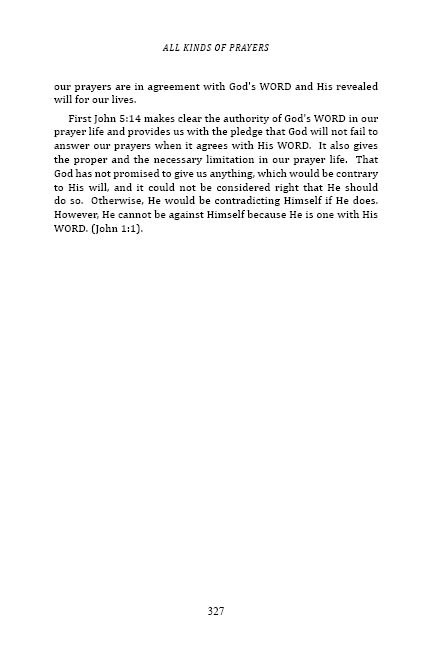 ALL KINDS OF PRAYERS
our prayers are in agreement with God's WORD and His revealed
will for our lives.
First John 5:14 makes clear the authority of God's WORD in our
prayer life and provides us with the pledge that God will not fail to
answer our prayers when it agrees with His WORD.  It also gives
the proper and the necessary limitation in our prayer life.  That
God has not promised to give us anything, which would be contrary
to His will, and it could not be considered right that He should
do so.  Otherwise, He would be contradicting Himself if He does.
However, He cannot be against Himself because He is one with His
WORD. (John 1:1).
327